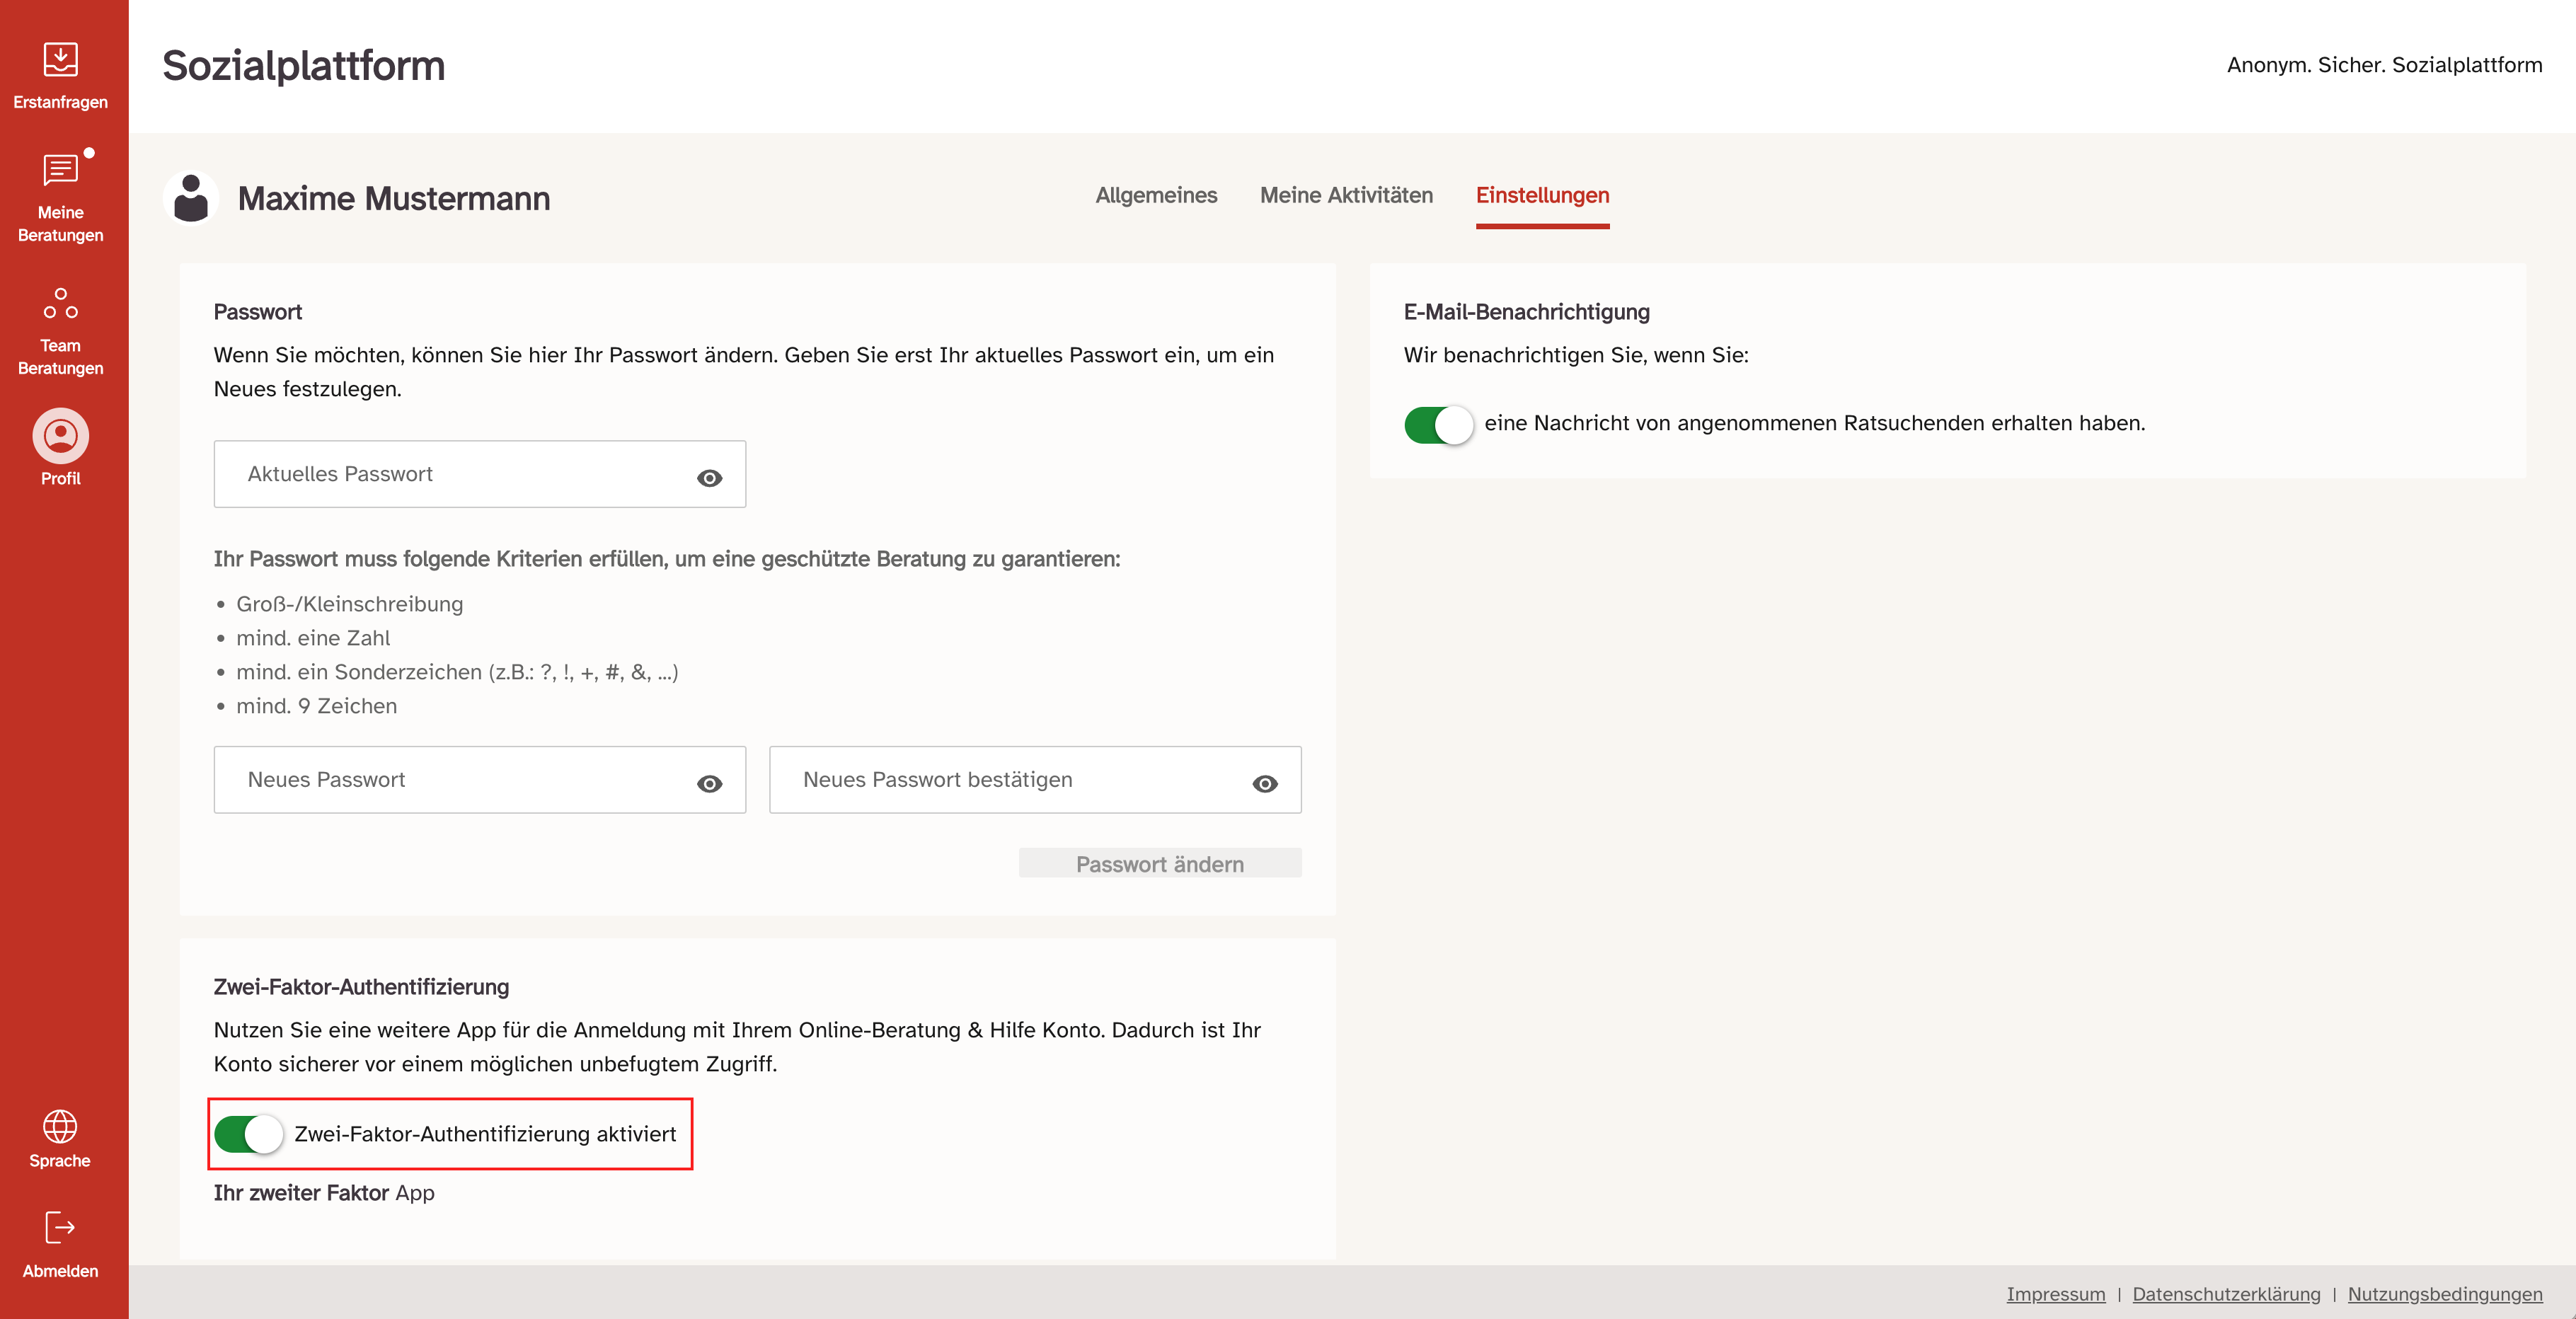 Erstanfragen
Meine
Beratungen
Team
Beratungen
Profil
Sprache
Abmelden
Sozialplattform
Anonym. Sicher. Sozialplattform
Maxime Mustermann
Allgemeines
Meine Aktivitäten
Einstellungen
Passwort
Wenn Sie möchten, können Sie hier Ihr Passwort ändern. Geben Sie erst Ihr aktuelles Passwort ein, um ein
Neues festzulegen.
Aktuelles Passwort
Ihr Passwort muss folgende Kriterien erfüllen, um eine geschützte Beratung zu garantieren:
• Groß-/Kleinschreibung
• mind. eine Zahl
• mind. ein Sonderzeichen (z.B.: ?, !, +, #, &, ...)
• mind. 9 Zeichen
Neues Passwort
Neues Passwort bestätigen
Passwort ändern
Zwei-Faktor-Authentifizierung
Nutzen Sie eine weitere App für die Anmeldung mit Ihrem Online-Beratung & Hilfe Konto. Dadurch ist Ihr
Konto sicherer vor einem möglichen unbefugtem Zugriff.
Zwei-Faktor-Authentifizierung aktiviert
Ihr zweiter Faktor App
E-Mail-Benachrichtigung
Wir benachrichtigen Sie, wenn Sie:
eine Nachricht von angenommenen Ratsuchenden erhalten haben.
Impressum | Datenschutzerklärung | Nutzungsbedingungen